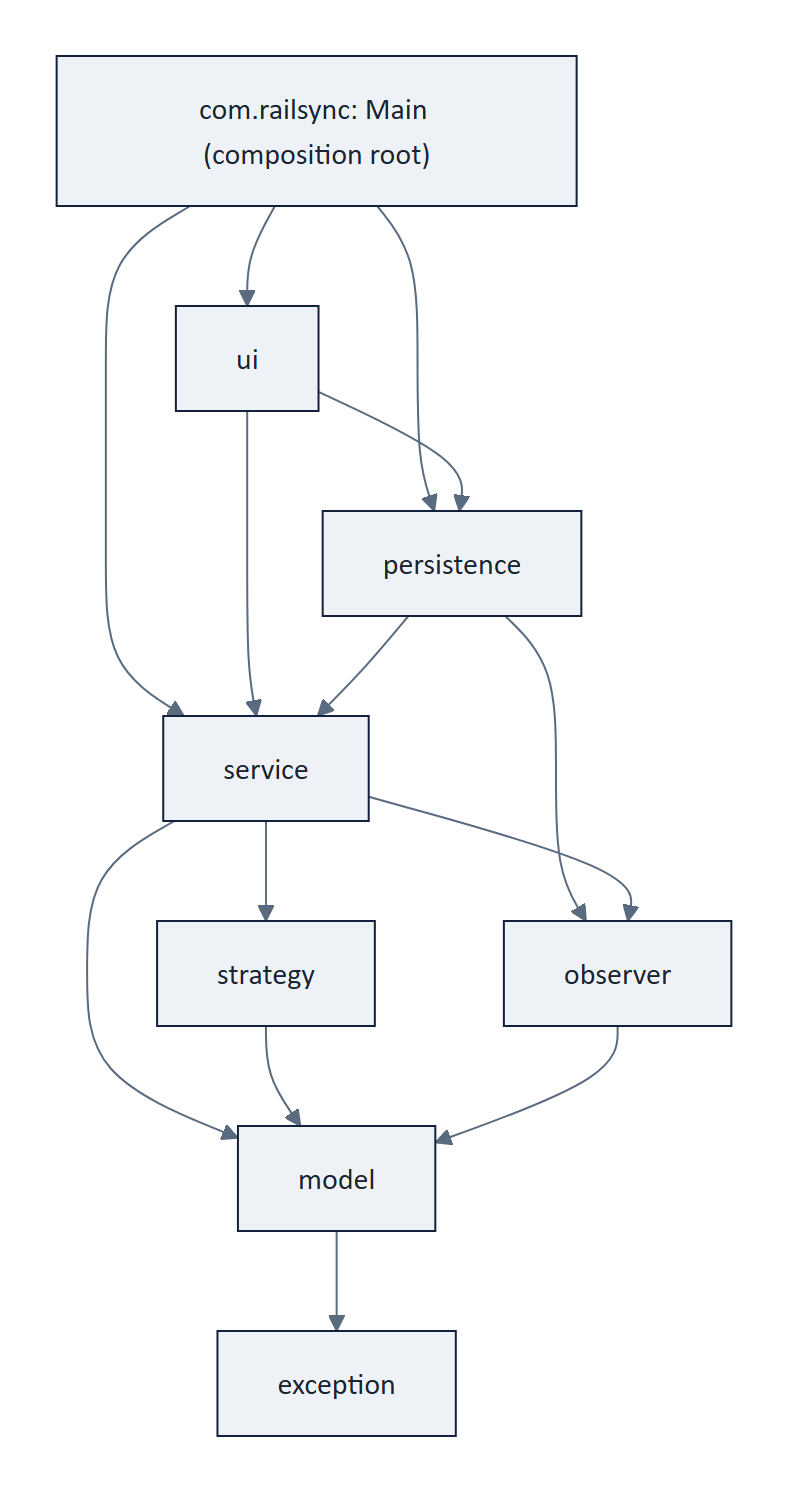 com.railsync: Main
(composition root)
ui
persistence
service
strategy
observer
model
exception